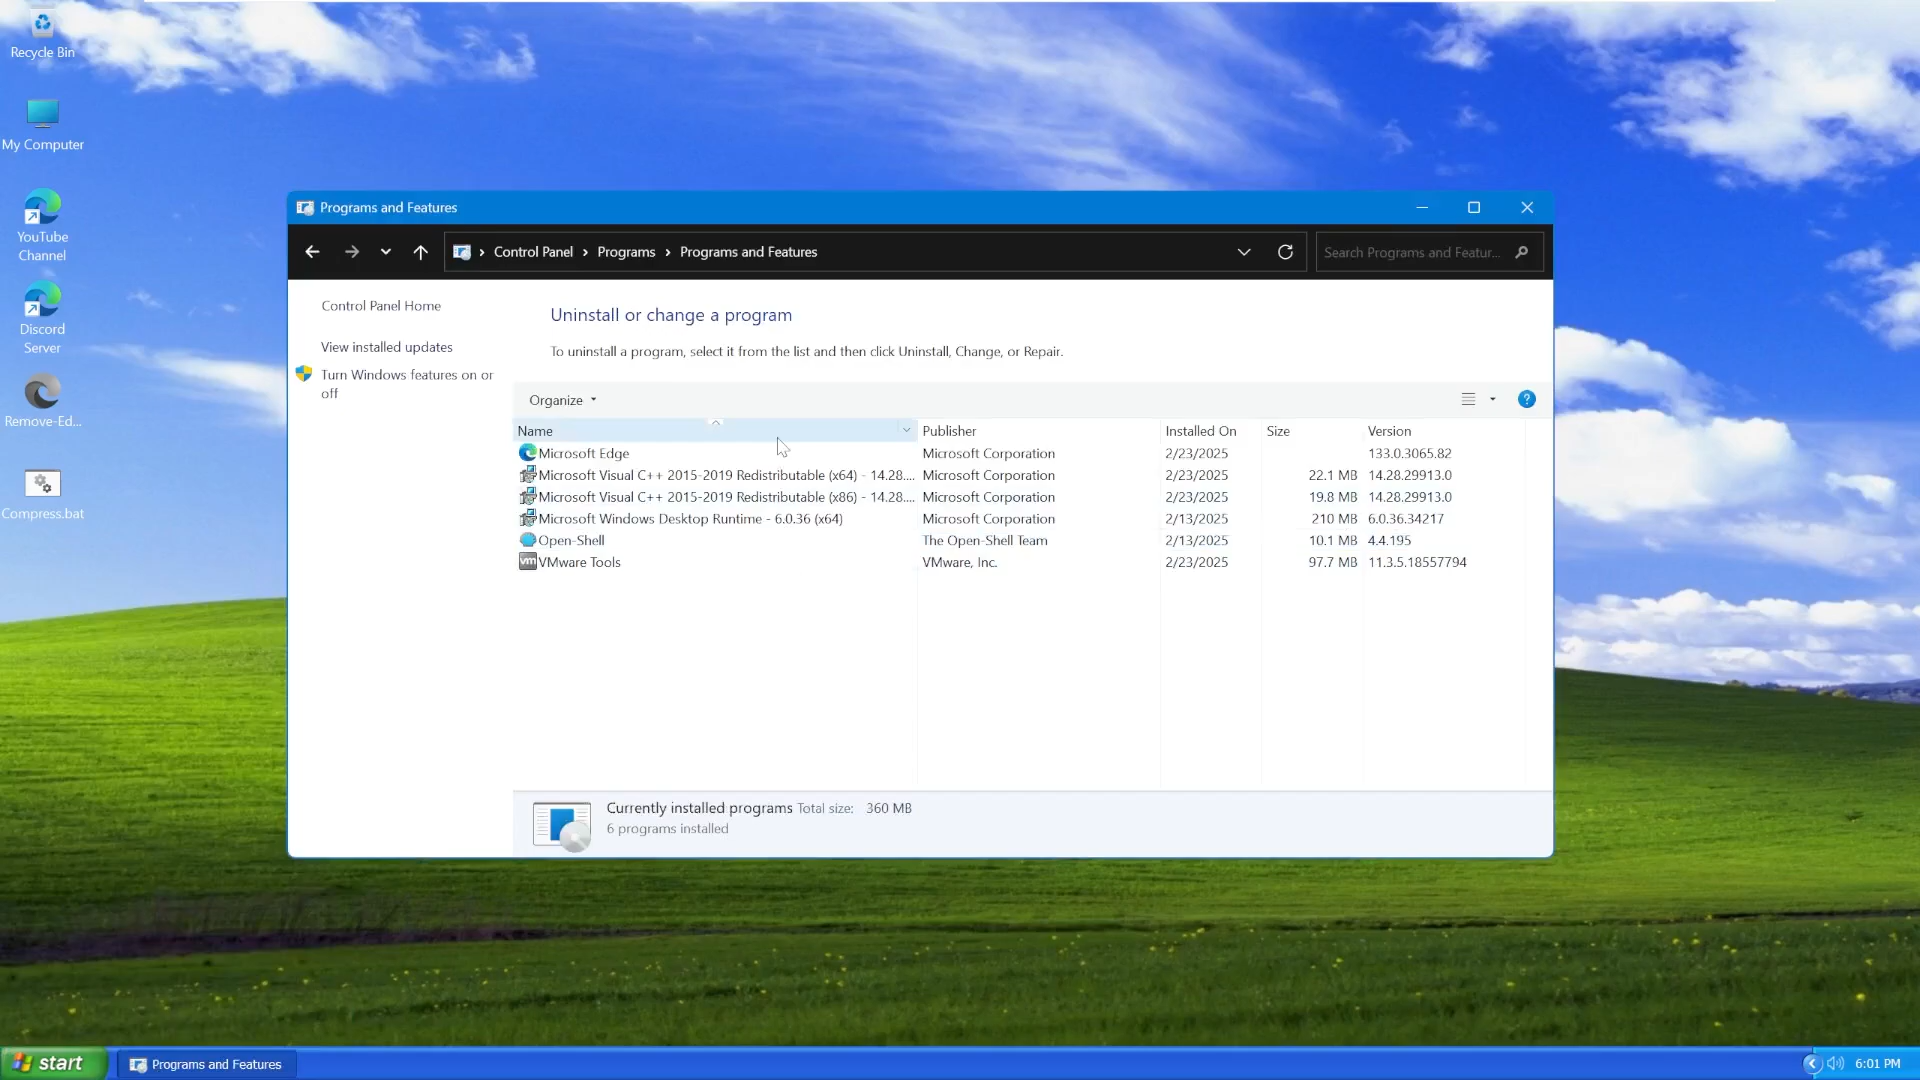 Recycle Bin
My Computer
YouTube
Channel
Discord
Server
Remove-Ed...
Compress.bat
Programs and Features
Control Panel > Programs > Programs and Features
Search Programs and Featur...
Control Panel Home
View installed updates
Turn Windows features on or
off
Uninstall or change a program
To uninstall a program, select it from the list and then click Uninstall, Change, or Repair.
Organize
Name Publisher Installed On Size Version
Microsoft Edge Microsoft Corporation 2/23/2025 133.0.3065.82
Microsoft Visual C++ 2015-2019 Redistributable (x64) - 14.28.... Microsoft Corporation 2/23/2025 22.1 MB 14.28.29913.0
Microsoft Visual C++ 2015-2019 Redistributable (x86) - 14.28.... Microsoft Corporation 2/23/2025 19.8 MB 14.28.29913.0
Microsoft Windows Desktop Runtime - 6.0.36 (x64) Microsoft Corporation 2/13/2025 210 MB 6.0.36.34217
Open-Shell The Open-Shell Team 2/13/2025 10.1 MB 4.4.195
vm VMware Tools VMware, Inc. 2/23/2025 97.7 MB 11.3.5.18557794
Currently installed programs Total size: 360 MB
6 programs installed
start Programs and Features 6:01 PM